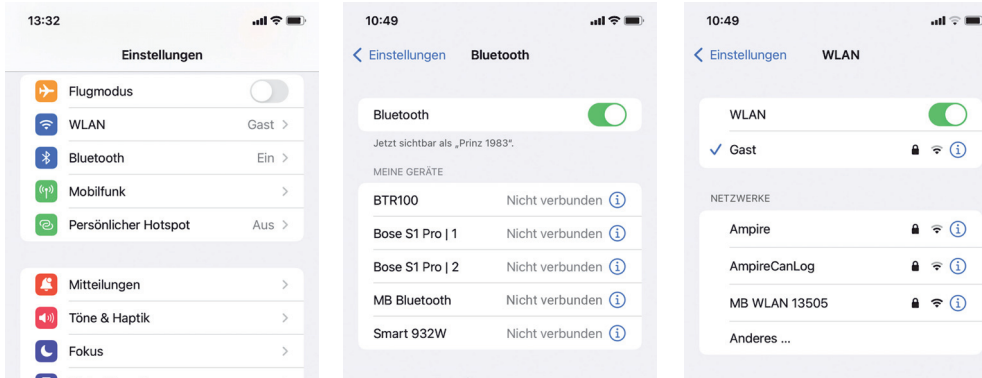 13:32
Einstellungen
Flugmodus
WLAN Gast
Bluetooth Ein
Mobilfunk
Persönlicher Hotspot Aus
Mitteilungen
Töne & Haptik
Fokus
10:49
Einstellungen Bluetooth
Bluetooth
Jetzt sichtbar als „Prinz 1983“.
MEINE GERÄTE
BTR100 Nicht verbunden
Bose S1 Pro | 1 Nicht verbunden
Bose S1 Pro | 2 Nicht verbunden
MB Bluetooth Nicht verbunden
Smart 932W Nicht verbunden
10:49
Einstellungen WLAN
WLAN
Gast
NETZWERKE
Ampire
AmpireCanLog
MB WLAN 13505
Anderes ...